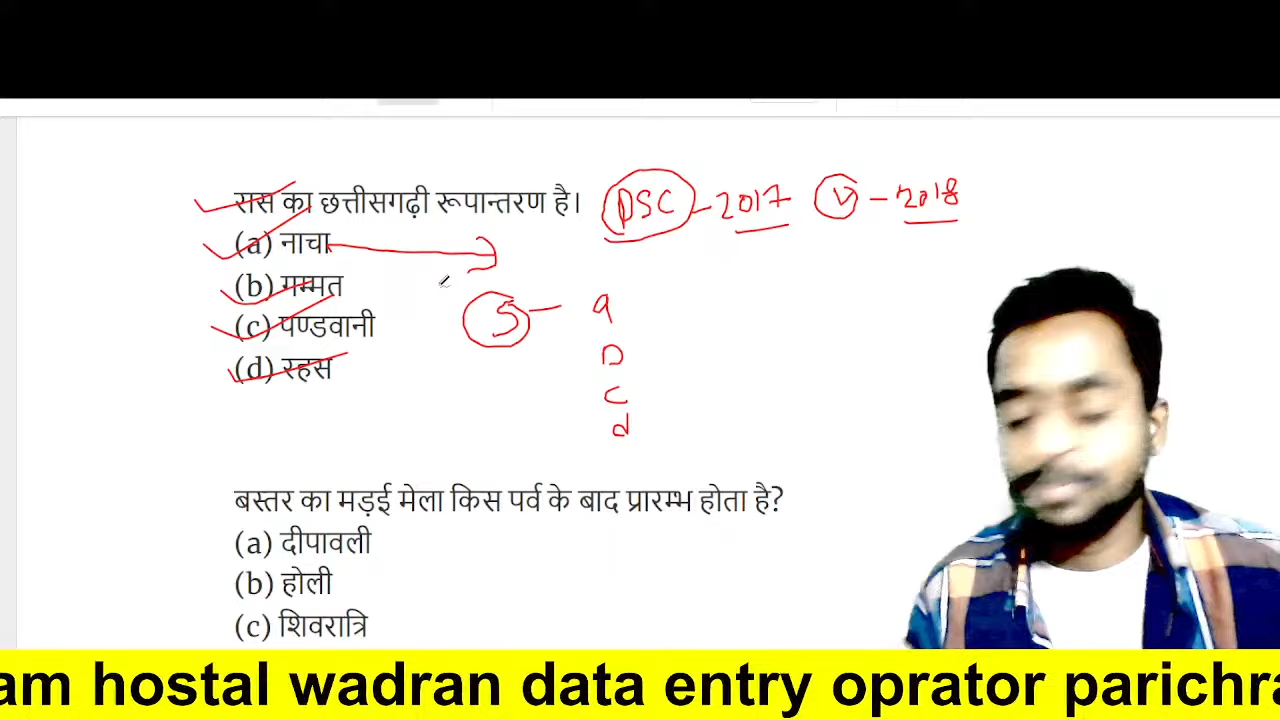 रास का छत्तीसगढ़ी रूपान्तरण है। DSC - 2017 V - 2018
(a) नाचा
(b) गम्मत
(c) पण्डवानी
(d) रहस
5 - a
D
C
d
बस्तर का मड़ई मेला किस पर्व के बाद प्रारम्भ होता है?
(a) दीपावली
(b) होली
(c) शिवरात्रि
am hostal wadran data entry oprator parichra